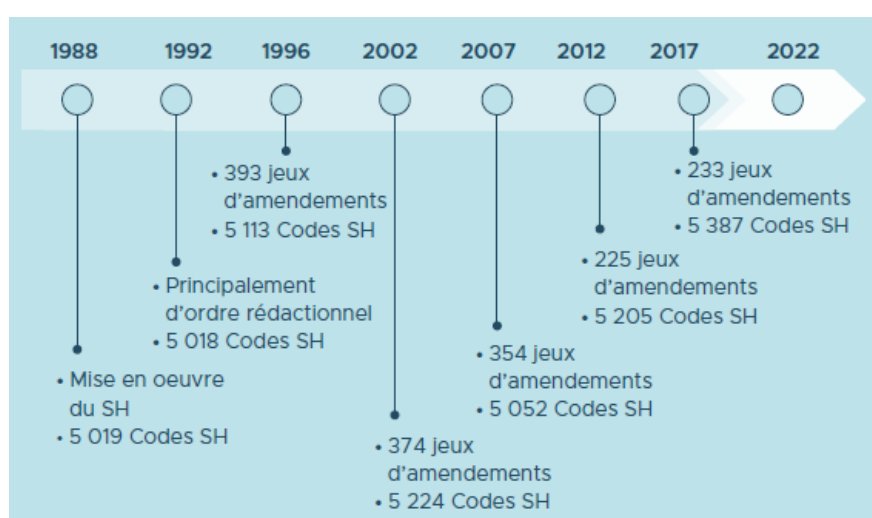 1988 1992 1996 2002 2007 2012 2017 2022
• 393 jeux
d'amendements
• 5 113 Codes SH
• 233 jeux
d'amendements
• 5 387 Codes SH
• Principalement
d'ordre rédactionnel
• 5 018 Codes SH
• 225 jeux
d'amendements
• 5 205 Codes SH
• Mise en oeuvre
du SH
• 5 019 Codes SH
• 354 jeux
d'amendements
• 5 052 Codes SH
• 374 jeux
d'amendements
• 5 224 Codes SH